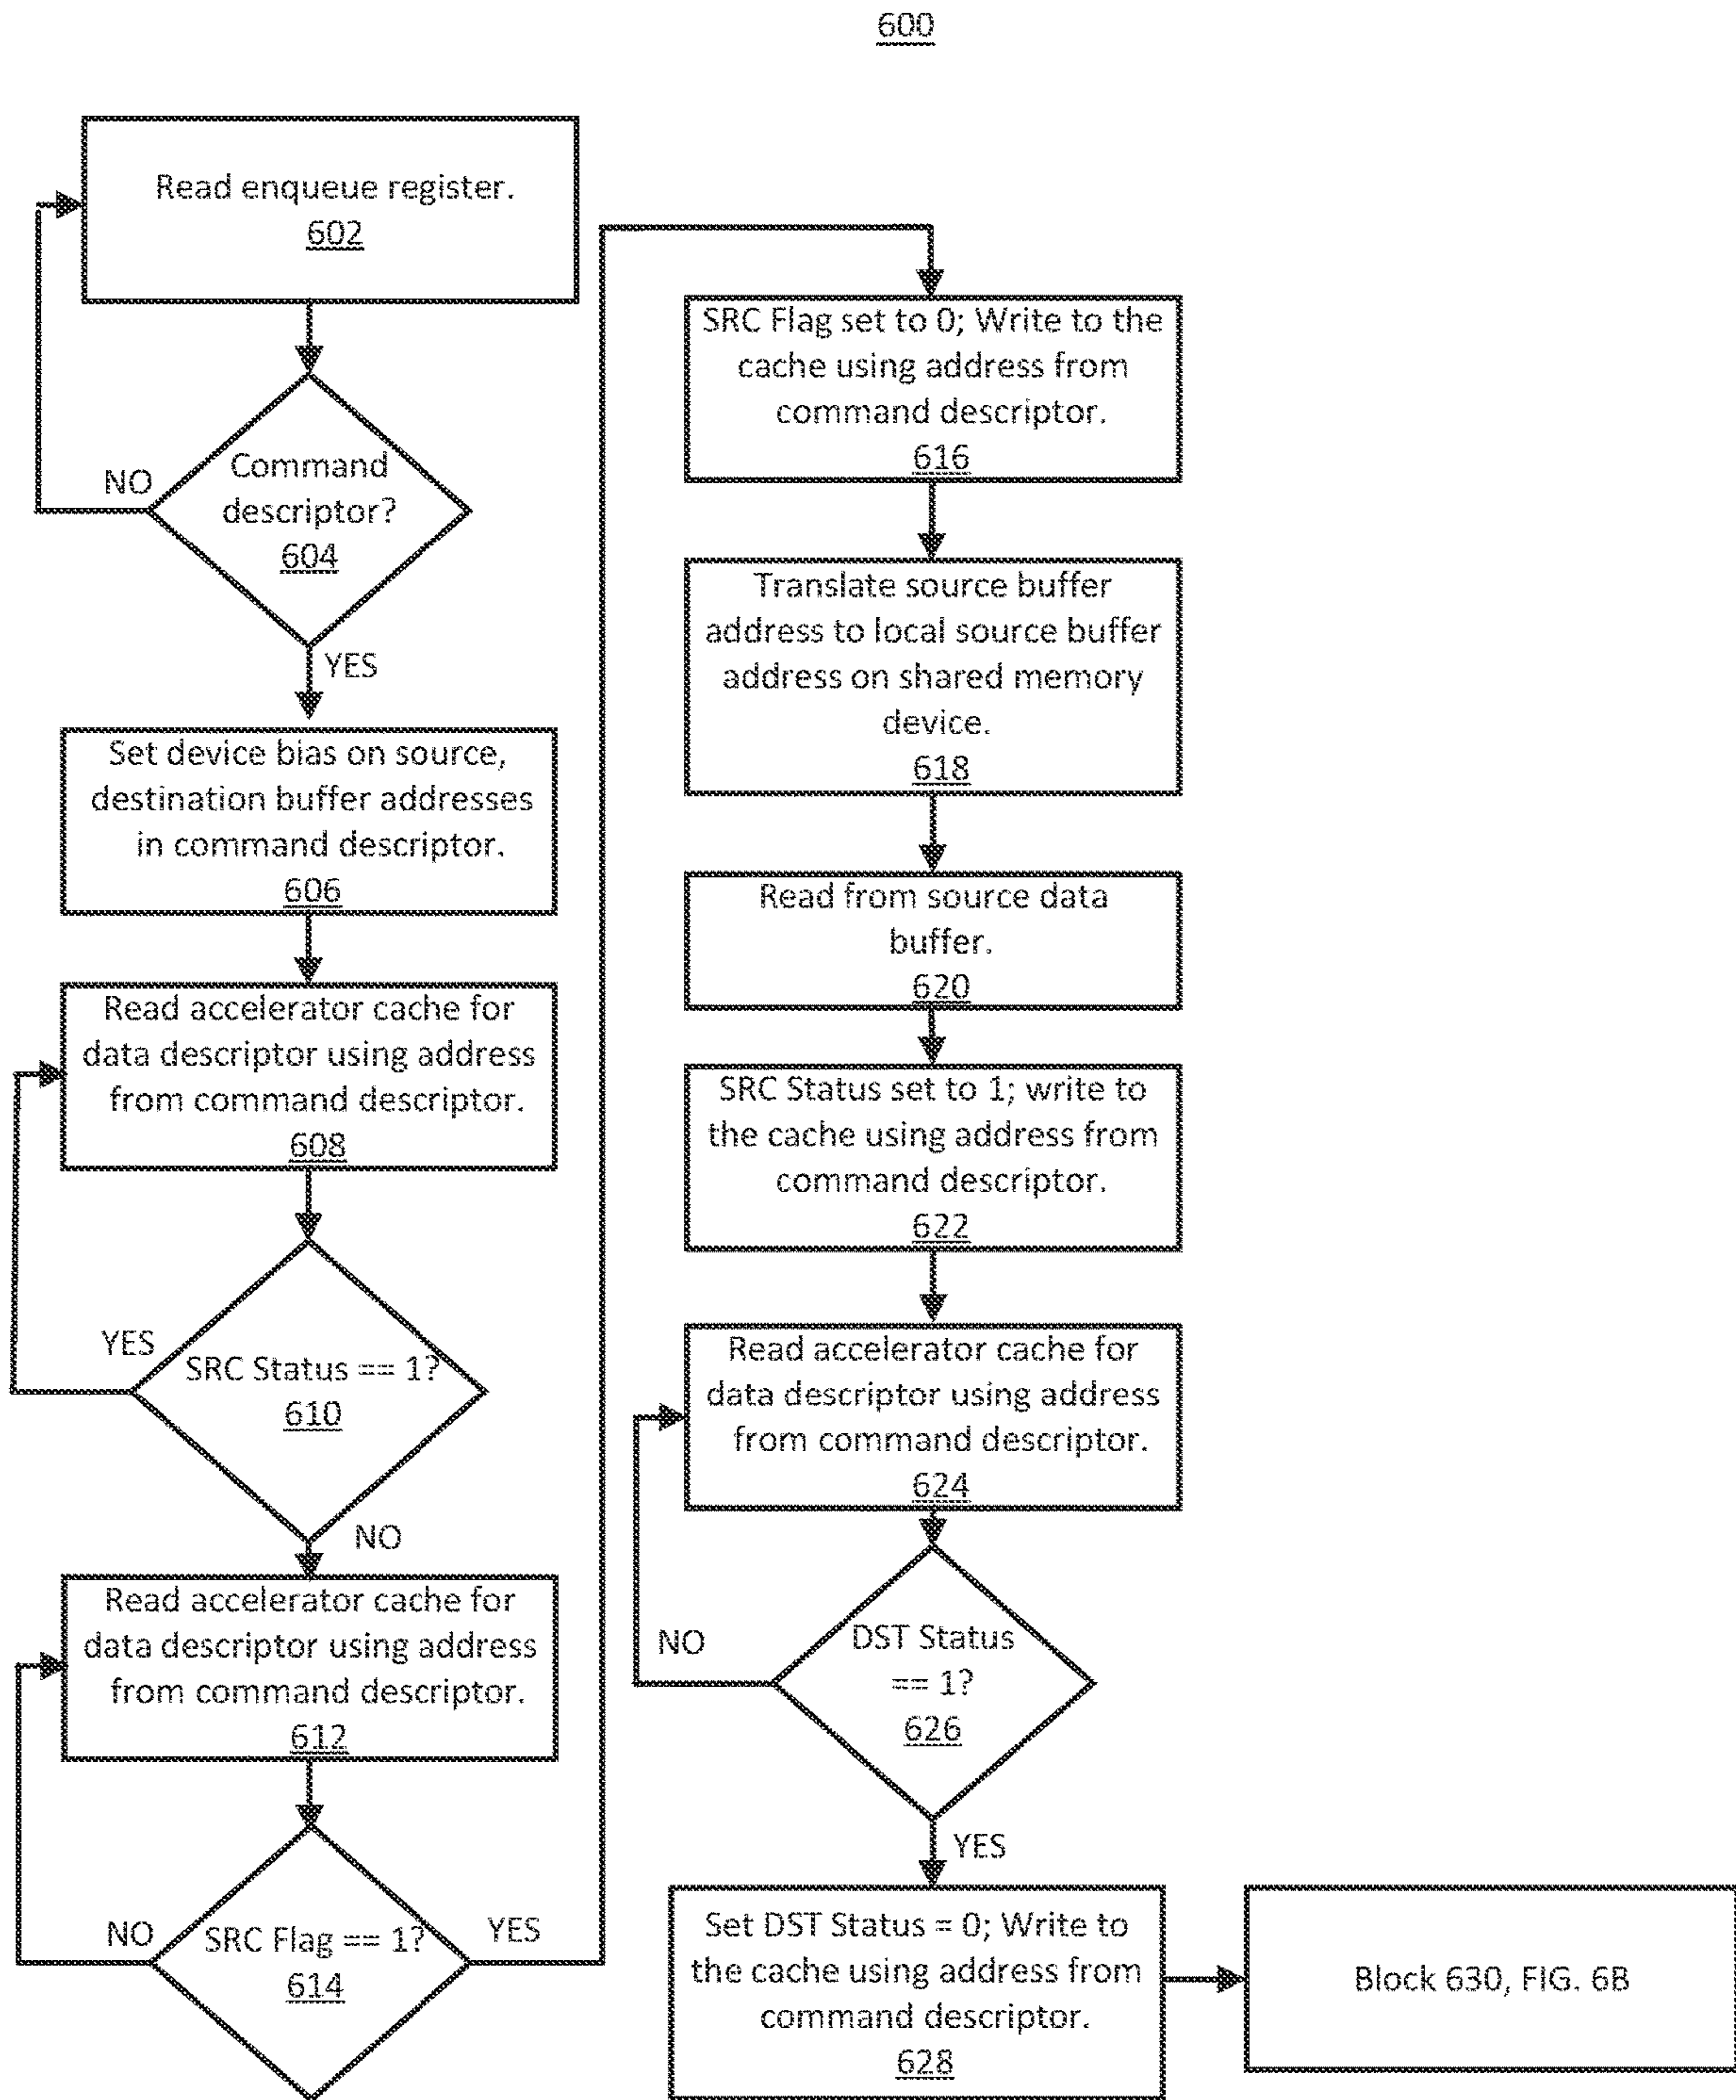 600
Read enqueue register.
602
Command
descriptor?
604
NO
YES
Set device bias on source,
destination buffer addresses
in command descriptor.
606
Read accelerator cache for
data descriptor using address
from command descriptor.
608
YES
SRC Status == 1?
610
NO
Read accelerator cache for
data descriptor using address
from command descriptor.
612
NO
SRC Flag == 1?
614
YES
SRC Flag set to 0; Write to the
cache using address from
command descriptor.
616
Translate source buffer
address to local source buffer
address on shared memory
device.
618
Read from source data
buffer.
620
SRC Status set to 1; write to
the cache using address from
command descriptor.
622
Read accelerator cache for
data descriptor using address
from command descriptor.
624
NO
DST Status
== 1?
626
YES
Set DST Status = 0; Write to
the cache using address from
command descriptor.
628
Block 630, FIG. 6B